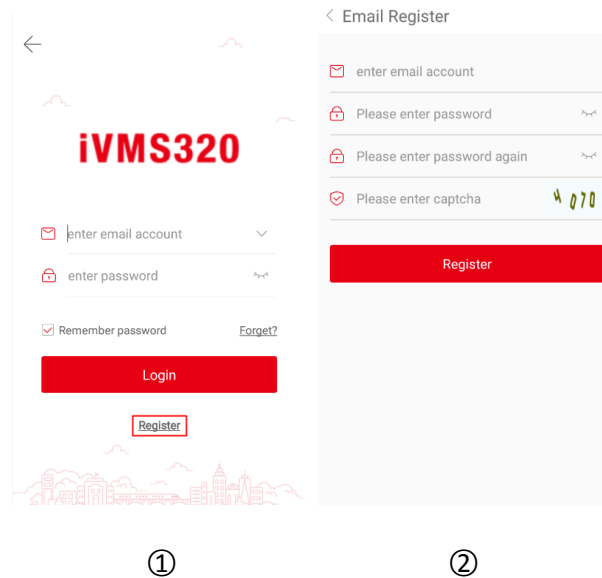 iVMS320
enter email account
enter password
Remember password Forget?
Login
Register
①
Email Register
enter email account
Please enter password
Please enter password again
Please enter captcha 4070
Register
②